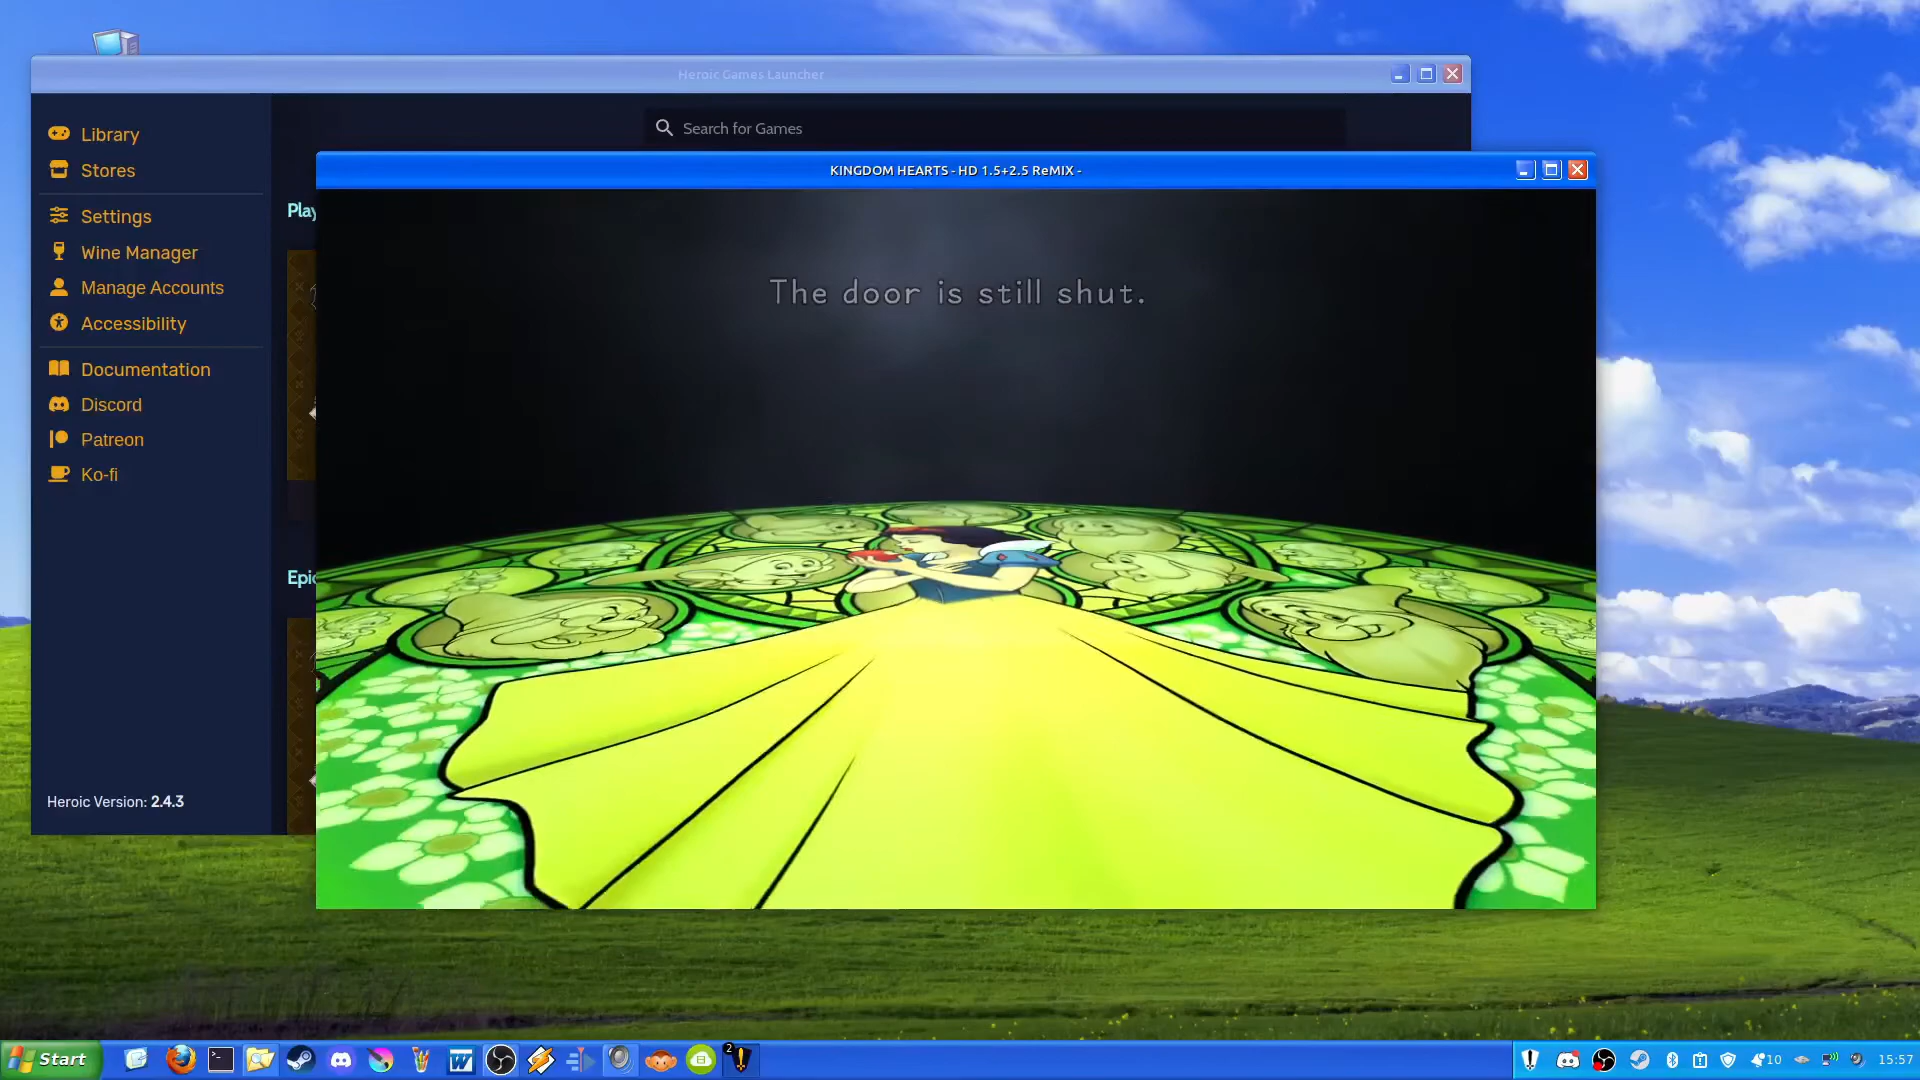 Heroic Games Launcher
Library
Search for Games
Stores
KINGDOM HEARTS - HD 1.5+2.5 ReMIX -
Settings
Play
Wine Manager
Manage Accounts
The door is still shut.
Accessibility
Documentation
Discord
Patreon
Ko-fi
Epic
Heroic Version: 2.4.3
Start
W
2
10
15:57